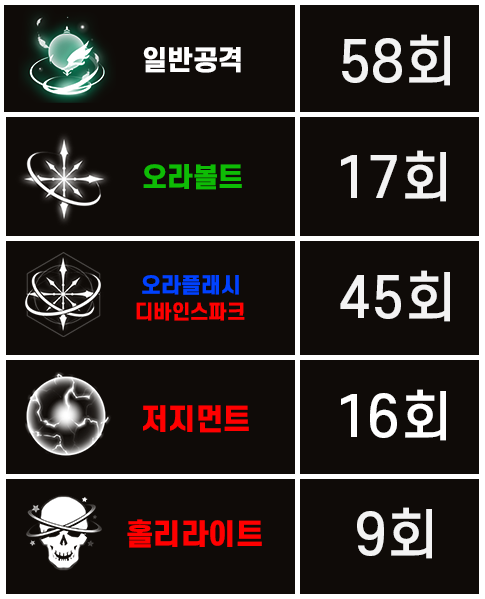 일반공격 58회
오라볼트 17회
오라플래시
디바인스파크 45회
저지먼트 16회
홀리라이트 9회